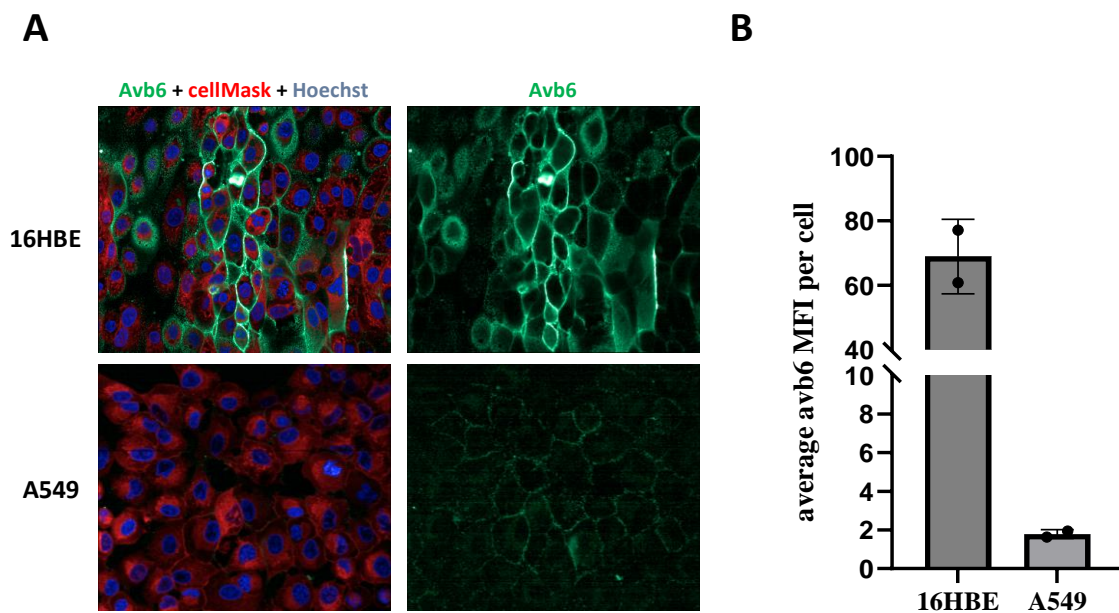 A
B
Avb6 + cellMask + Hoechst
Avb6
16HBE
A549
average avb6 MFI per cell
100
80
60
40
10
8
6
4
2
0
16HBE
A549